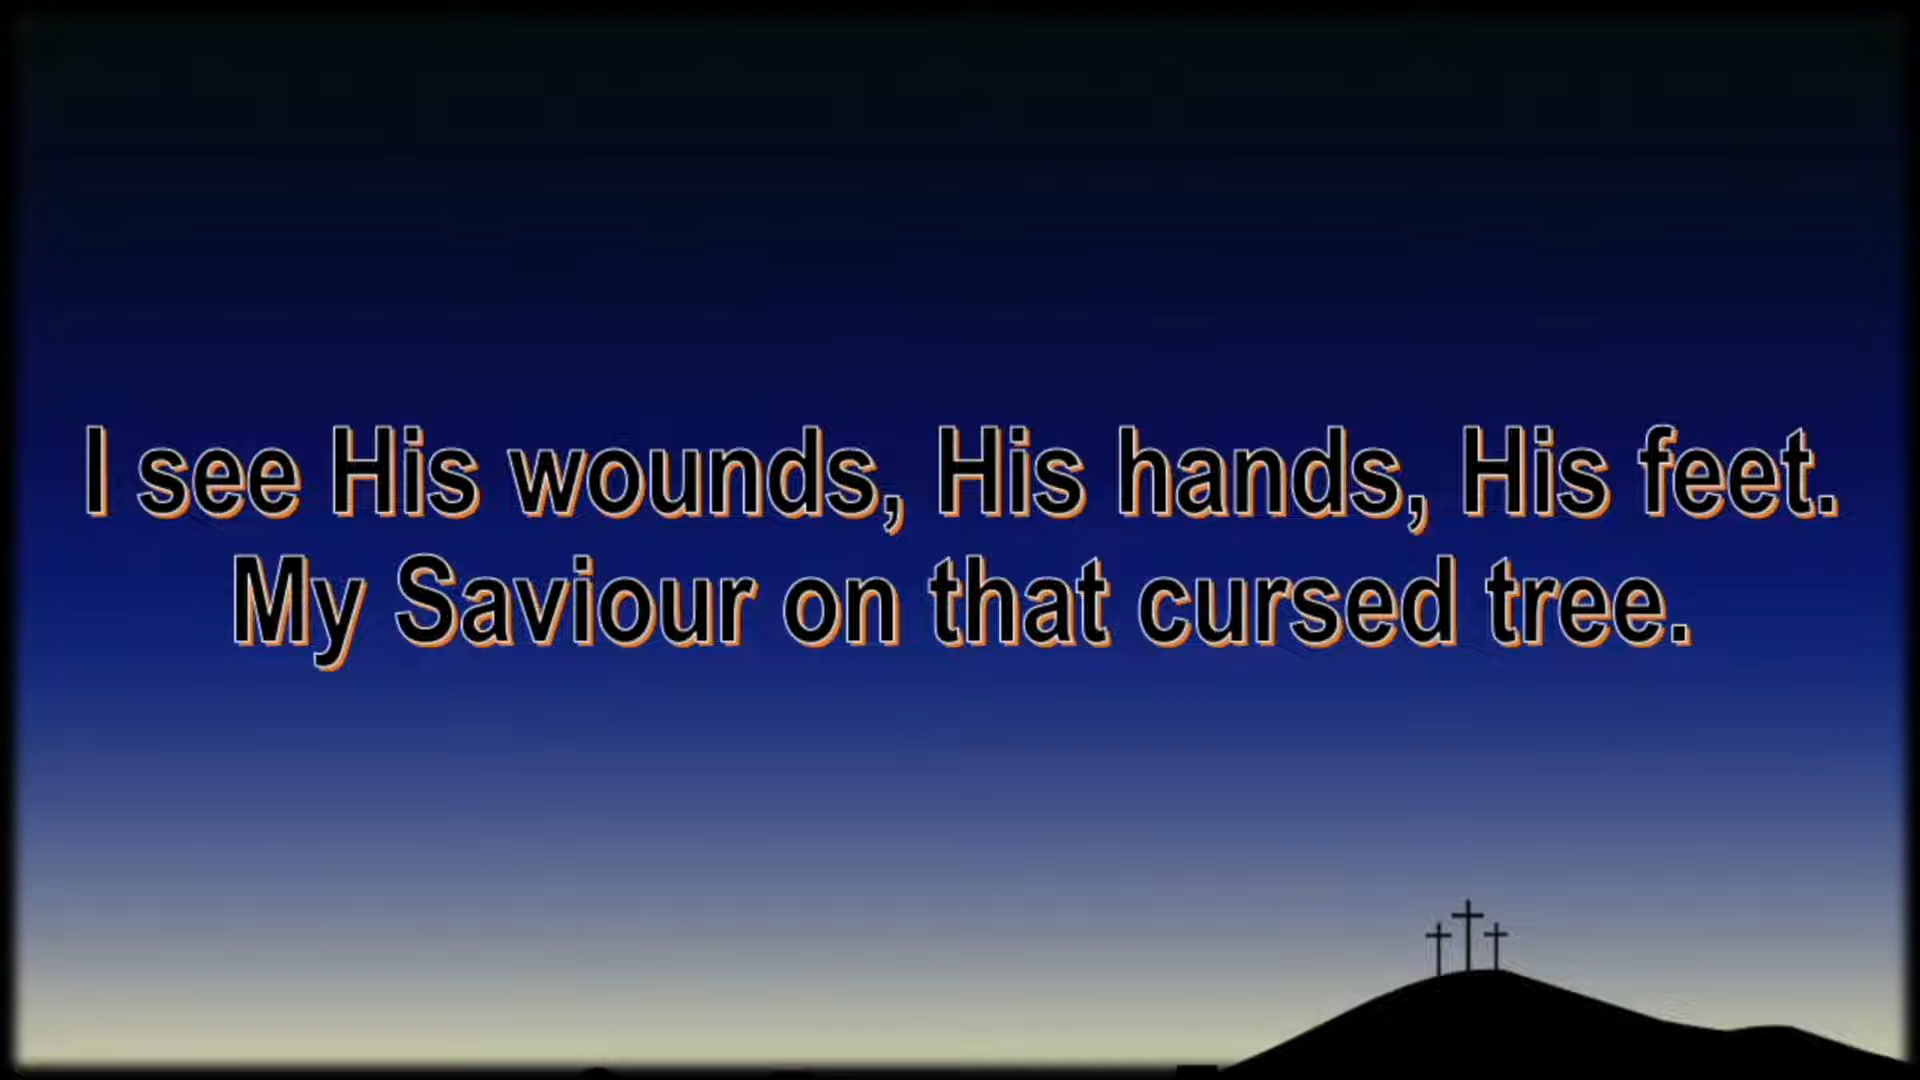 I see His wounds, His hands, His feet.
My Saviour on that cursed tree.